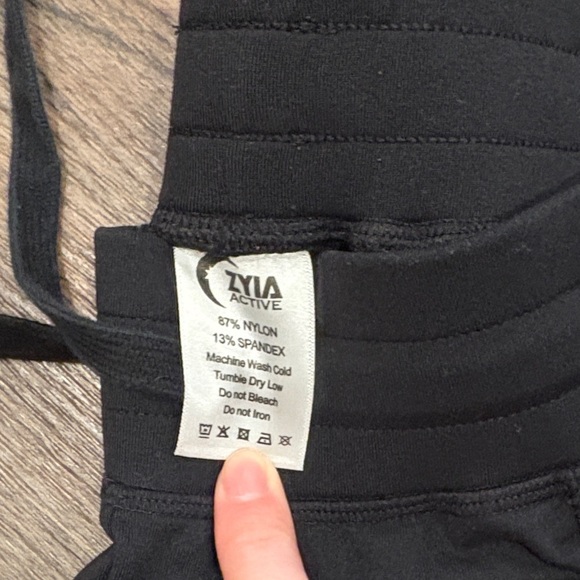 ZYIA
ACTIVE
87% NYLON
13% SPANDEX
Machine Wash Cold
Tumble Dry Low
Do not Bleach
Do not Iron